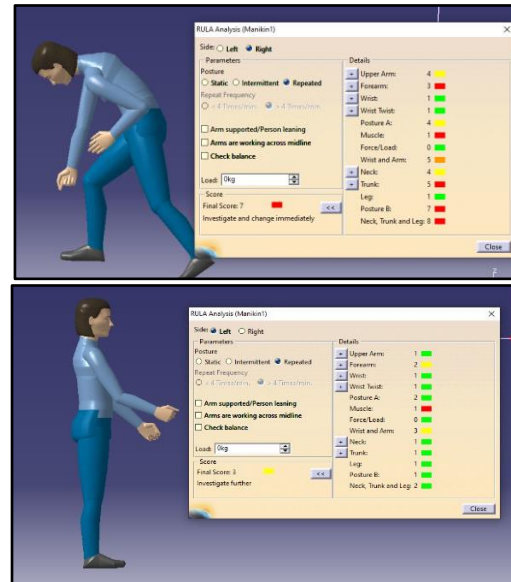 RULA Analysis (Manikin1)
Side: Left Right
Parameters
Posture
Static Intermittent Repeated
Repeat Frequency
< 4 Times/min. > 4 Times/min.
Arm supported/Person leaning
Arms are working across midline
Check balance
Load: 0kg
Score
Final Score: 7 <<
Investigate and change immediately
Details
+ Upper Arm: 4
+ Forearm: 3
+ Wrist: 1
+ Wrist Twist: 1
Posture A: 4
Muscle: 1
Force/Load: 0
Wrist and Arm: 5
+ Neck: 4
+ Trunk: 5
Leg: 1
Posture B: 7
Neck, Trunk and Leg: 8
Close
RULA Analysis (Manikin1)
Side: Left Right
Parameters
Posture
Static Intermittent Repeated
Repeat Frequency
Arm supported/Person leaning
Arms are working across midline
Check balance
Load: 0kg
Score
Final Score: 3 <<
Investigate further
Details
+ Upper Arm: 1
+ Forearm: 2
+ Wrist: 1
+ Wrist Twist: 1
Posture A: 2
Muscle: 1
Force/Load: 0
Wrist and Arm: 3
+ Neck: 1
+ Trunk: 1
Leg: 1
Posture B: 1
Neck, Trunk and Leg: 2
Close